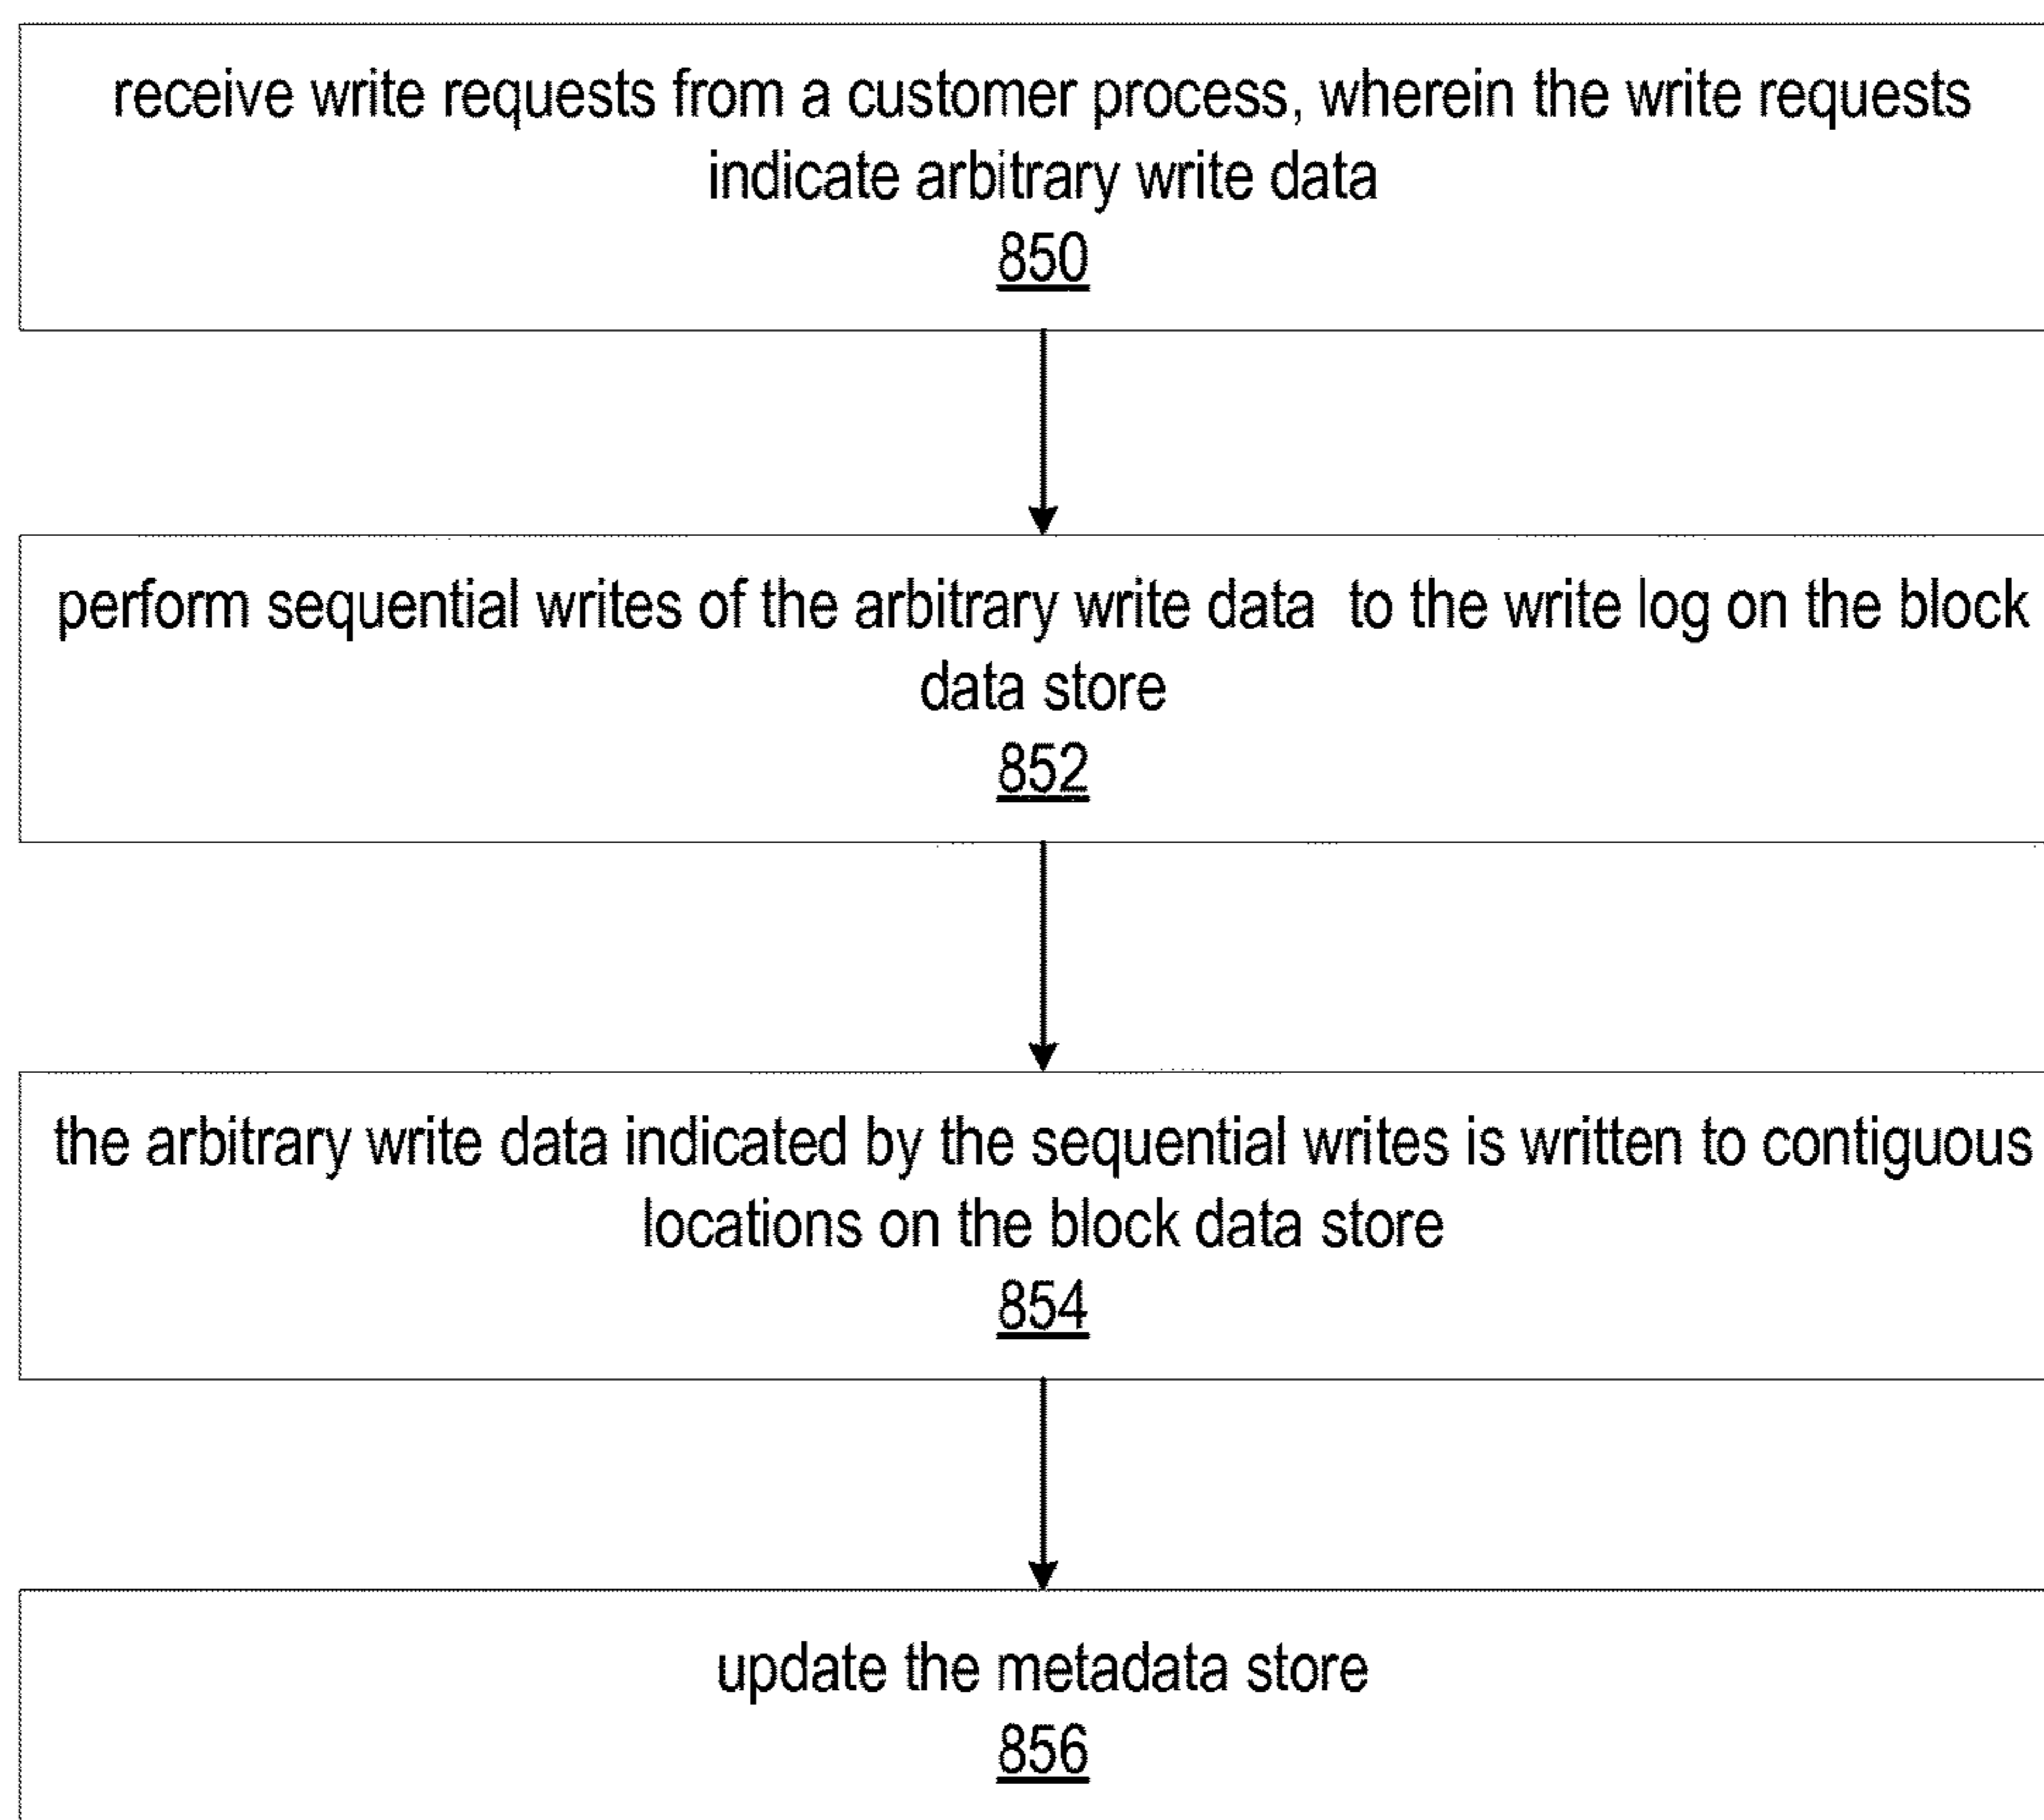 receive write requests from a customer process, wherein the write requests
indicate arbitrary write data
850
perform sequential writes of the arbitrary write data to the write log on the block
data store
852
the arbitrary write data indicated by the sequential writes is written to contiguous
locations on the block data store
854
update the metadata store
856